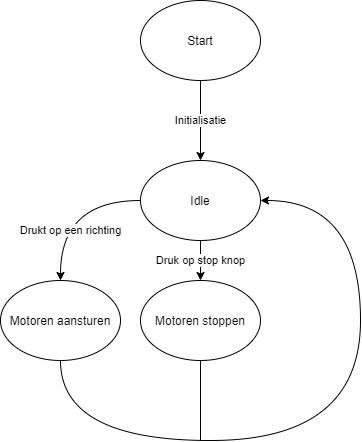 Start
Initialisatie
Idle
Drukt op een richting
Druk op stop knop
Motoren aansturen
Motoren stoppen